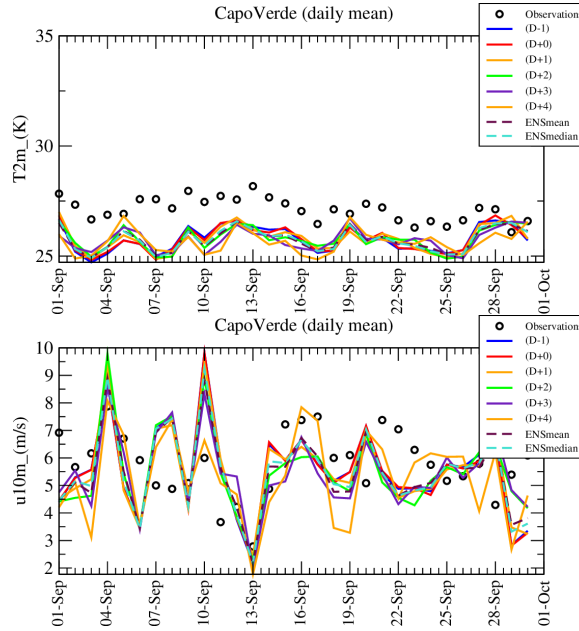 CapoVerde (daily mean)
35
30
25
T2m_(K)
01-Sep
04-Sep
07-Sep
10-Sep
13-Sep
16-Sep
19-Sep
22-Sep
25-Sep
28-Sep
01-Oct
Observation
(D-1)
(D+0)
(D+1)
(D+2)
(D+3)
(D+4)
ENSmean
ENSmedian
CapoVerde (daily mean)
10
9
8
7
6
5
4
3
2
u10m_(m/s)
01-Sep
04-Sep
07-Sep
10-Sep
13-Sep
16-Sep
19-Sep
22-Sep
25-Sep
28-Sep
01-Oct
Observation
(D-1)
(D+0)
(D+1)
(D+2)
(D+3)
(D+4)
ENSmean
ENSmedian